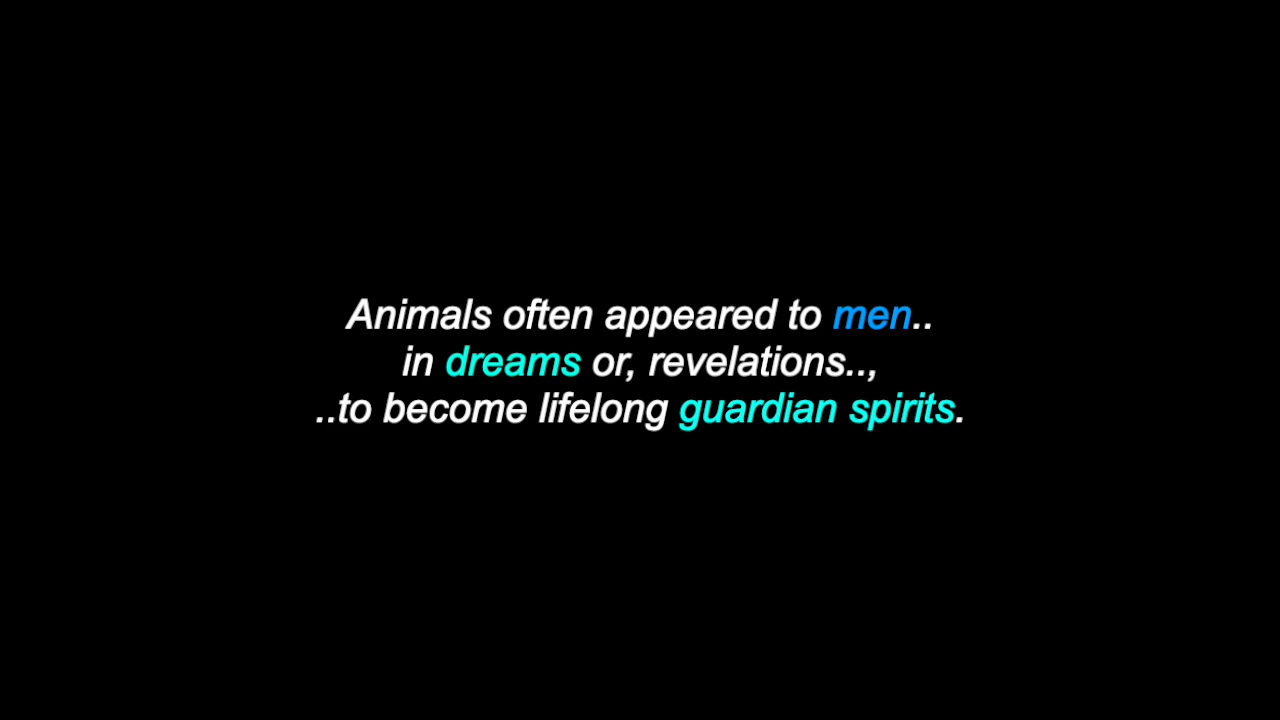 Animals often appeared to men..
in dreams or, revelations..,
..to become lifelong guardian spirits.